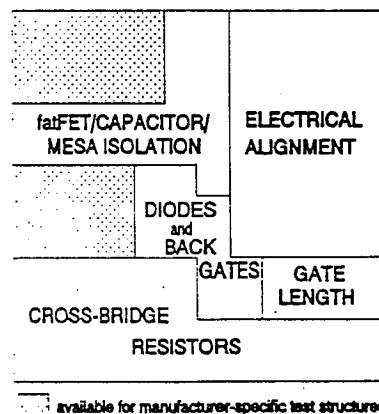 fatFET/CAPACITOR/
MESA ISOLATION
ELECTRICAL
ALIGNMENT
DIODES
and
BACK
GATES
GATE
LENGTH
CROSS-BRIDGE
RESISTORS
available for manufacturer-specific test structures